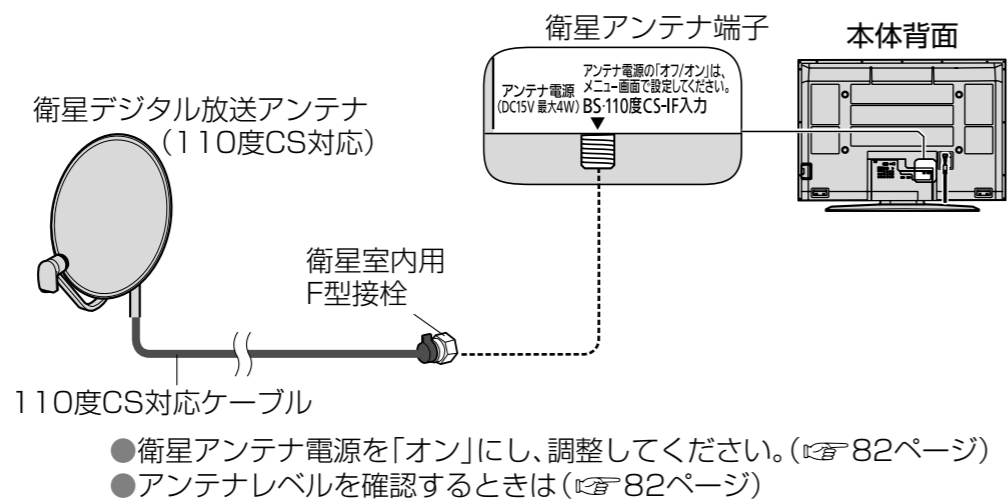 衛星アンテナ端子
本体背面
アンテナ電源の「オフ/オン」は、
メニュー画面で設定してください。
アンテナ電源
(DC15V 最大4W)
BS･110度CS-IF入力
衛星デジタル放送アンテナ
(110度CS対応)
衛星室内用
F型接栓
110度CS対応ケーブル
●衛星アンテナ電源を「オン」にし、調整してください。(☞82ページ)
●アンテナレベルを確認するときは(☞82ページ)